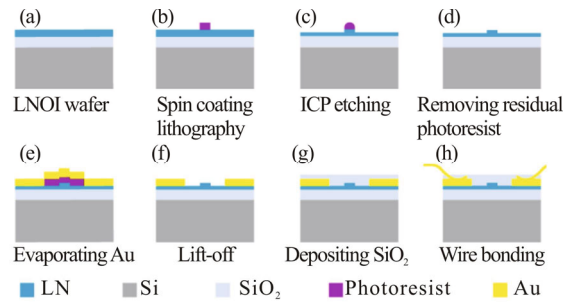 (a) (b) (c) (d)
LNOI wafer Spin coating lithography ICP etching Removing residual photoresist
(e) (f) (g) (h)
Evaporating Au Lift-off Depositing SiO₂ Wire bonding
LN Si SiO₂ Photoresist Au